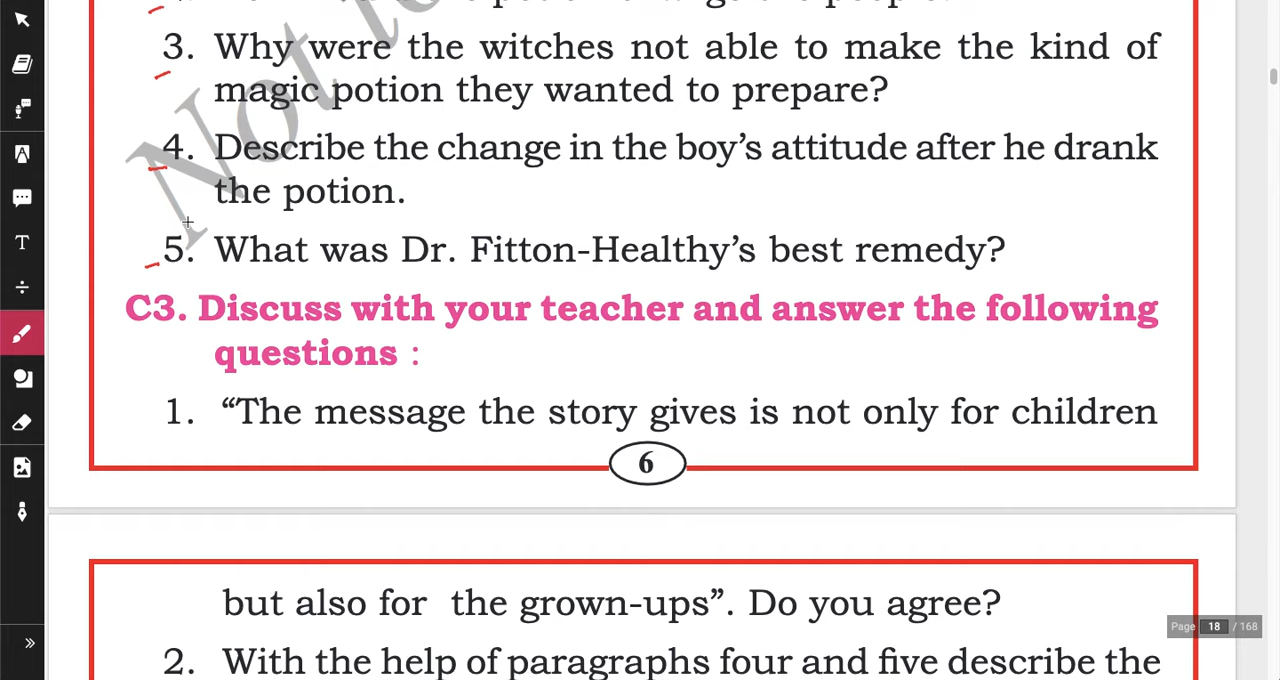 3. Why were the witches not able to make the kind of
magic potion they wanted to prepare?
4. Describe the change in the boy's attitude after he drank
the potion.
5. What was Dr. Fitton-Healthy's best remedy?
C3. Discuss with your teacher and answer the following
questions :
1. “The message the story gives is not only for children
6
but also for the grown-ups”. Do you agree?
Page 18 / 168
2. With the help of paragraphs four and five describe the
Not